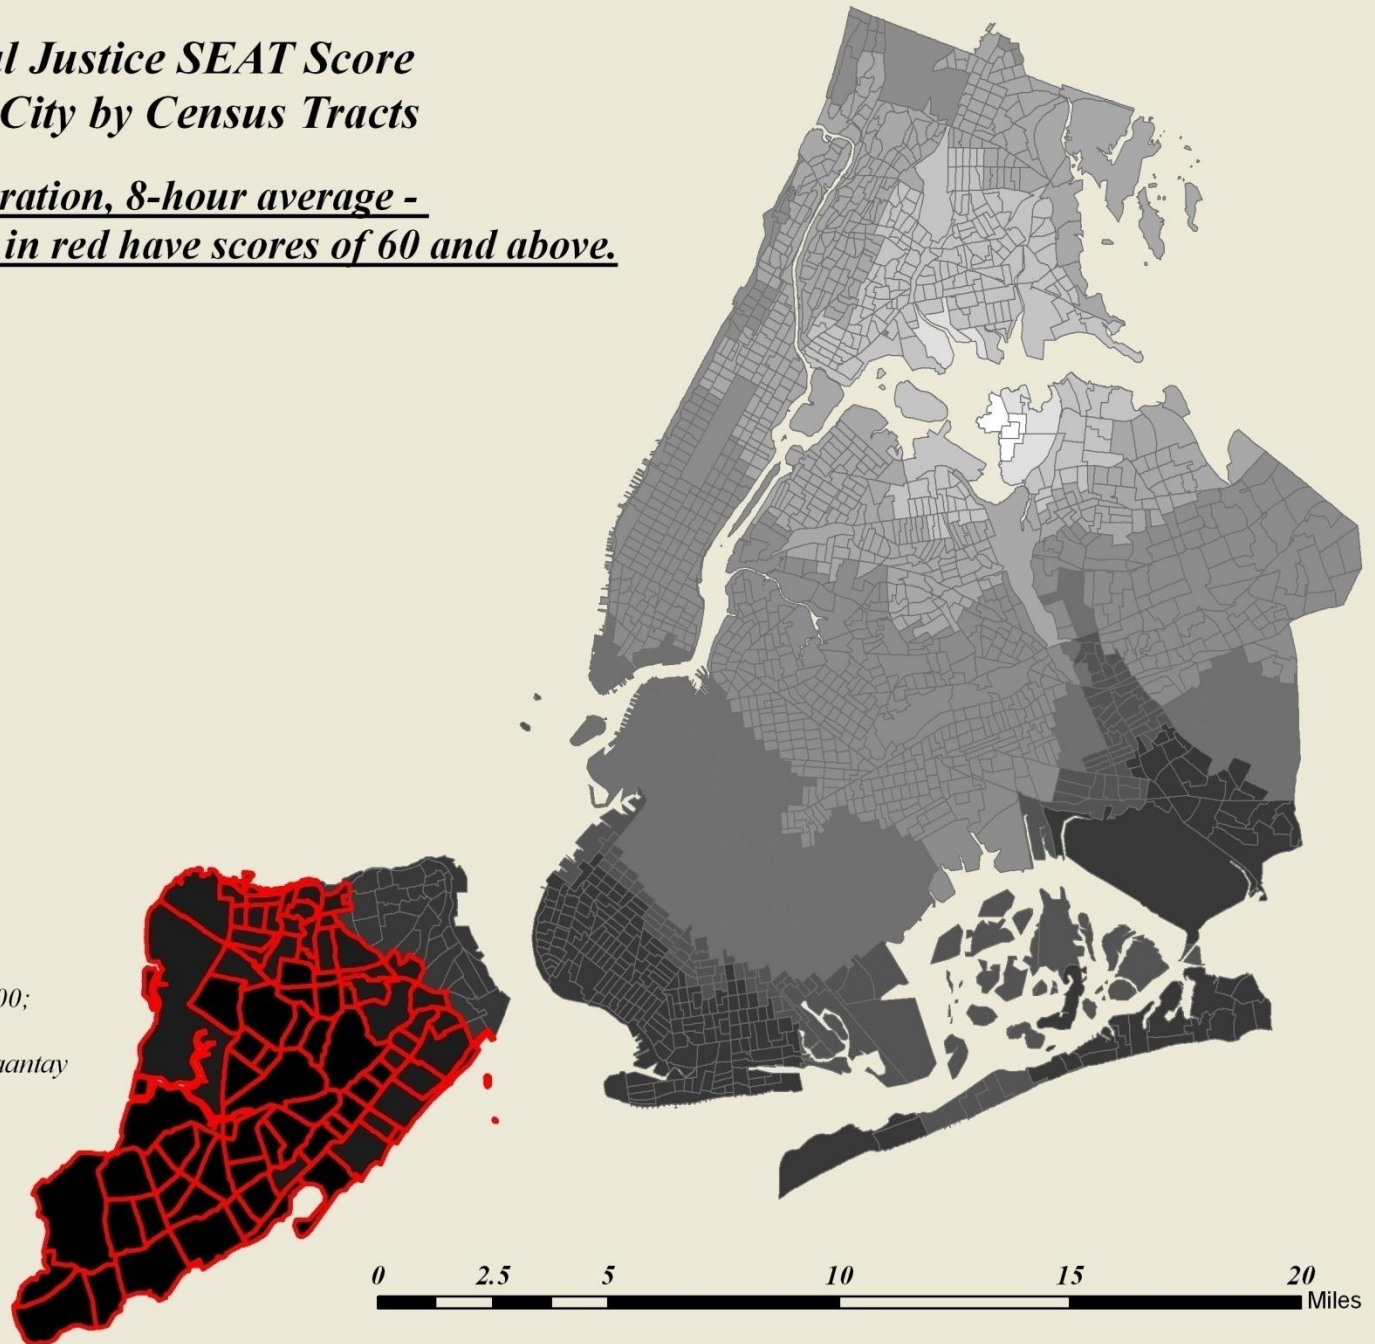 l Justice SEAT Score
City by Census Tracts
ration, 8-hour average -
in red have scores of 60 and above.
00;
antay
0 2.5 5 10 15 20
Miles